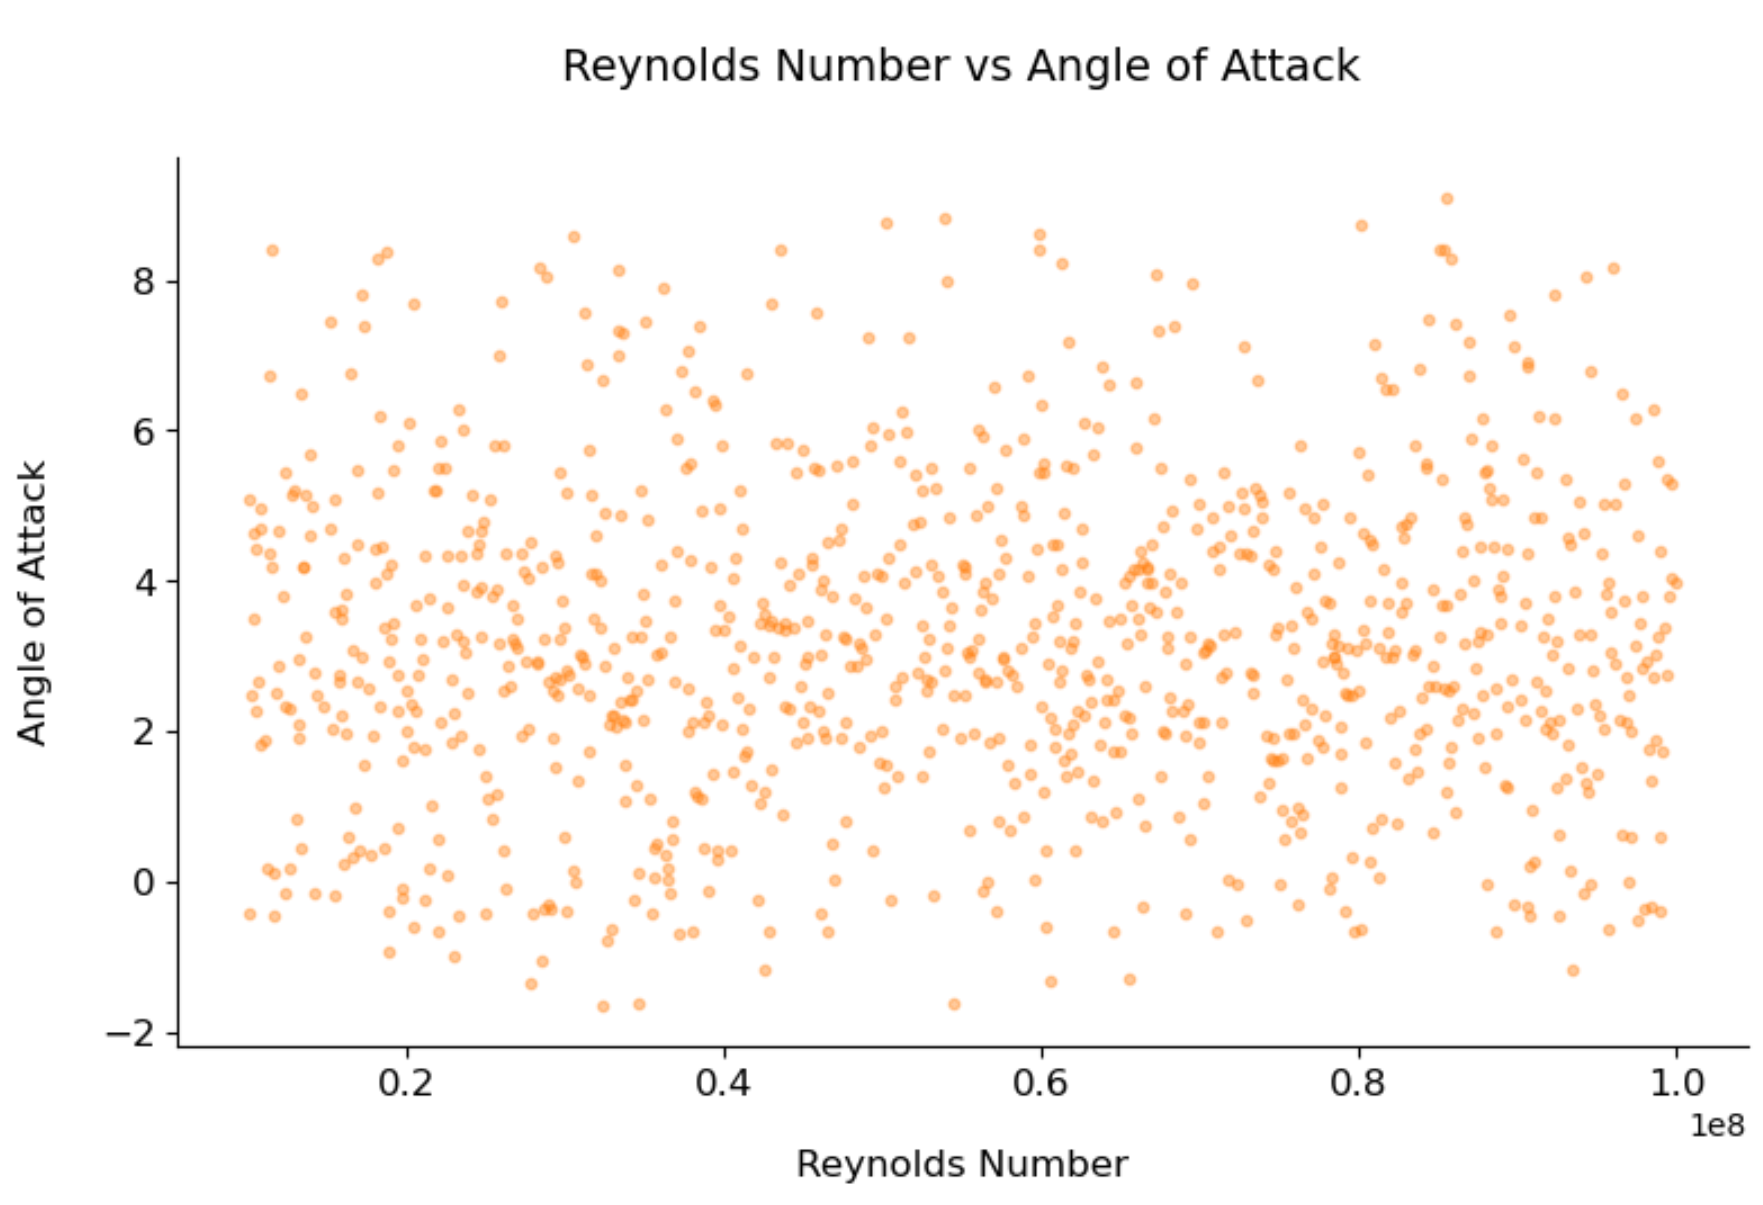 Reynolds Number vs Angle of Attack
Angle of Attack
8
6
4
2
0
−2
0.2 0.4 0.6 0.8 1.0
1e8
Reynolds Number